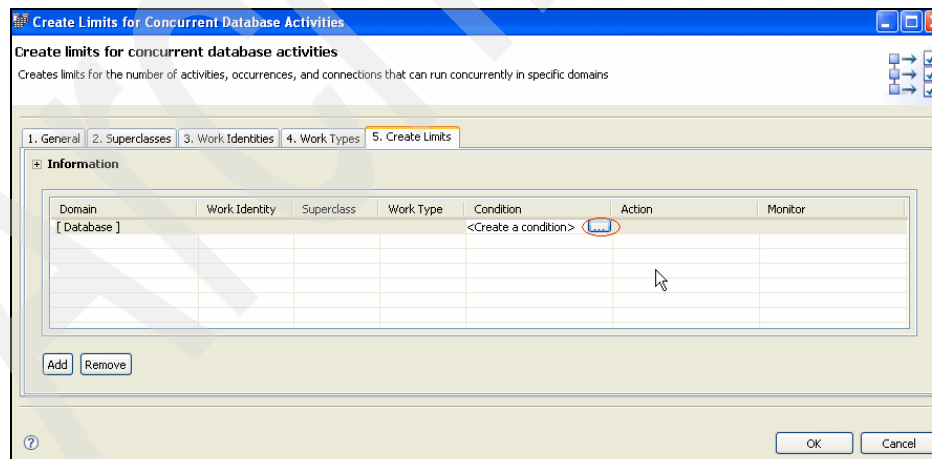 Create Limits for Concurrent Database Activities
Create limits for concurrent database activities
Creates limits for the number of activities, occurrences, and connections that can run concurrently in specific domains
1. General 2. Superclasses 3. Work Identities 4. Work Types 5. Create Limits
Information
Domain Work Identity Superclass Work Type Condition Action Monitor
[ Database ] <Create a condition> ...
Add Remove
? OK Cancel